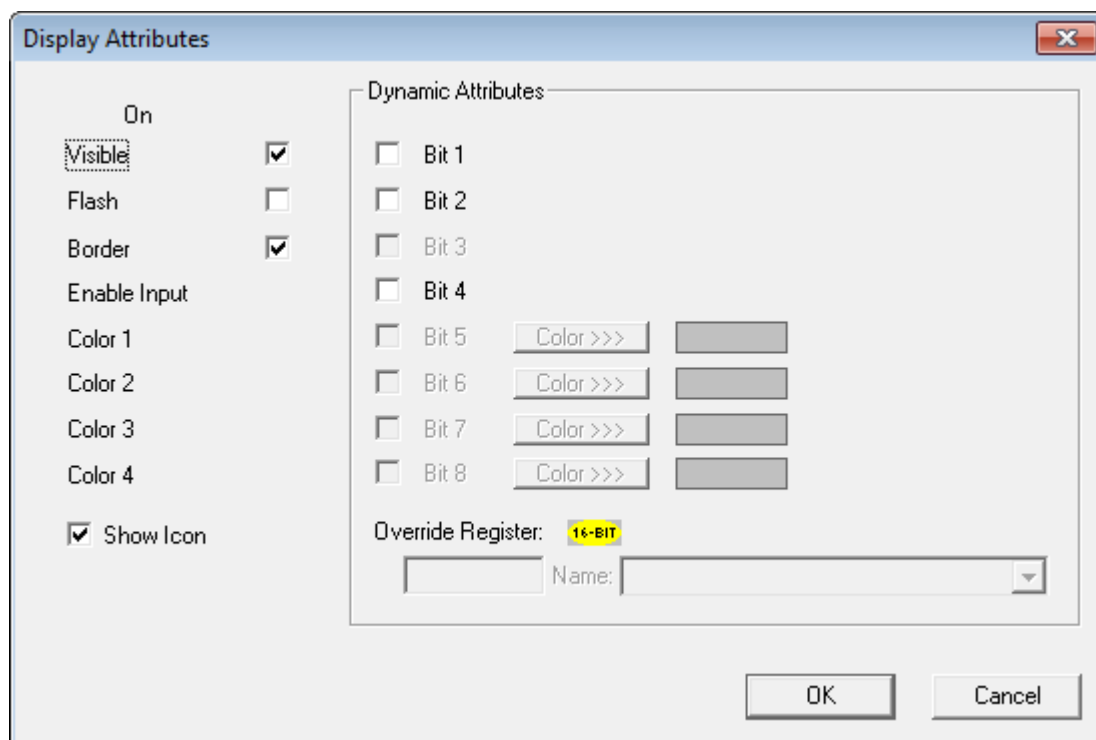 Display Attributes
On
Dynamic Attributes
Visible
Bit 1
Flash
Bit 2
Border
Bit 3
Enable Input
Bit 4
Color 1
Bit 5
Color >>>
Color 2
Bit 6
Color >>>
Color 3
Bit 7
Color >>>
Color 4
Bit 8
Color >>>
Show Icon
Override Register:
16-BIT
Name:
OK
Cancel